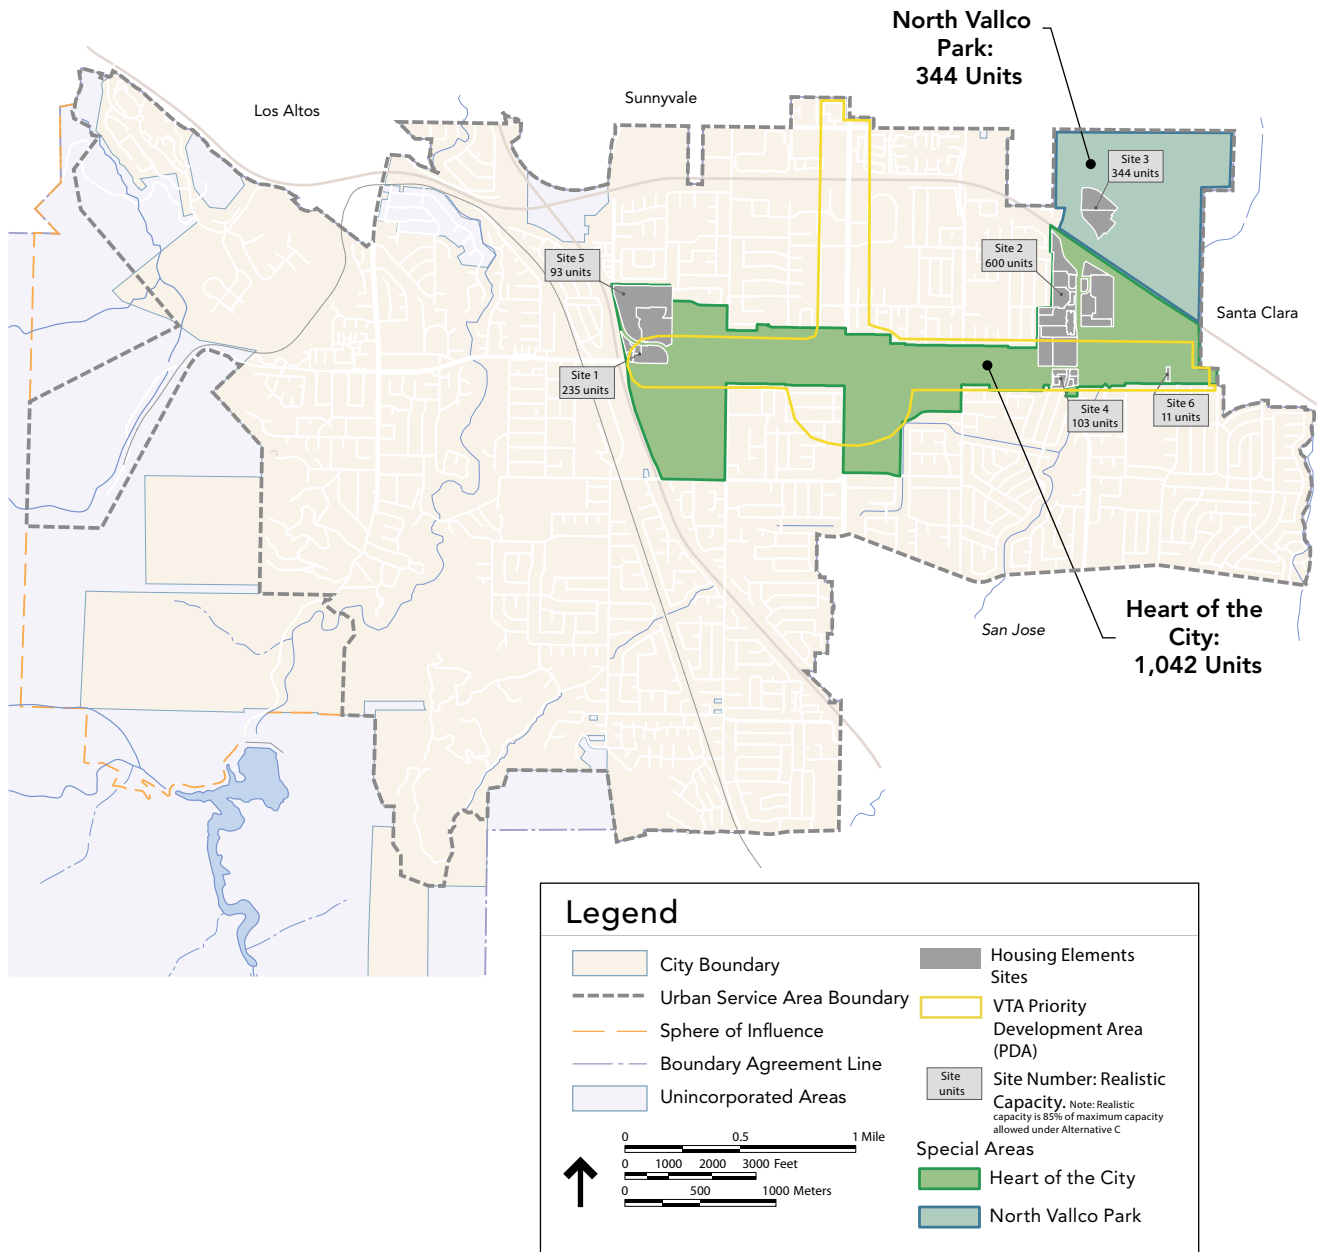 North Vallco
Park:
344 Units
Los Altos
Sunnyvale
Site 3
344 units
Site 2
600 units
Site 5
93 units
Santa Clara
Site 1
235 units
Site 4
103 units
Site 6
11 units
San Jose
Heart of the
City:
1,042 Units
Legend
City Boundary
Urban Service Area Boundary
Sphere of Influence
Boundary Agreement Line
Unincorporated Areas
0 0.5 1 Mile
0 1000 2000 3000 Feet
0 500 1000 Meters
Housing Elements
Sites
VTA Priority
Development Area
(PDA)
Site
units
Site Number: Realistic
Capacity. Note: Realistic
capacity is 85% of maximum capacity
allowed under Alternative C
Special Areas
Heart of the City
North Vallco Park